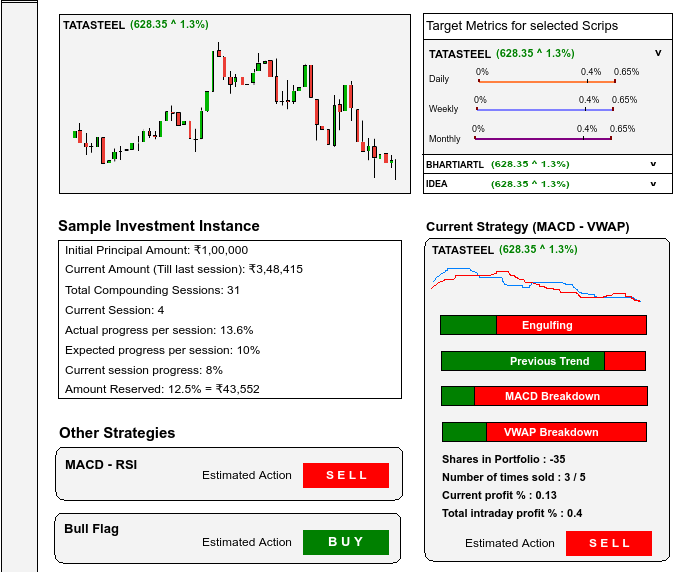 TATASTEEL (628.35 ^ 1.3%)
Target Metrics for selected Scrips
TATASTEEL (628.35 ^ 1.3%) v
0% 0.4% 0.65%
Daily
0% 0.4% 0.65%
Weekly
0% 0.4% 0.65%
Monthly
BHARTIARTL (628.35 ^ 1.3%) v
IDEA (628.35 ^ 1.3%) v
Sample Investment Instance
Initial Principal Amount: ₹1,00,000
Current Amount (Till last session): ₹3,48,415
Total Compounding Sessions: 31
Current Session: 4
Actual progress per session: 13.6%
Expected progress per session: 10%
Current session progress: 8%
Amount Reserved: 12.5% = ₹43,552
Other Strategies
MACD - RSI
Estimated Action SELL
Bull Flag
Estimated Action BUY
Current Strategy (MACD - VWAP)
TATASTEEL (628.35 ^ 1.3%)
Engulfing
Previous Trend
MACD Breakdown
VWAP Breakdown
Shares in Portfolio : -35
Number of times sold : 3 / 5
Current profit % : 0.13
Total intraday profit % : 0.4
Estimated Action SELL